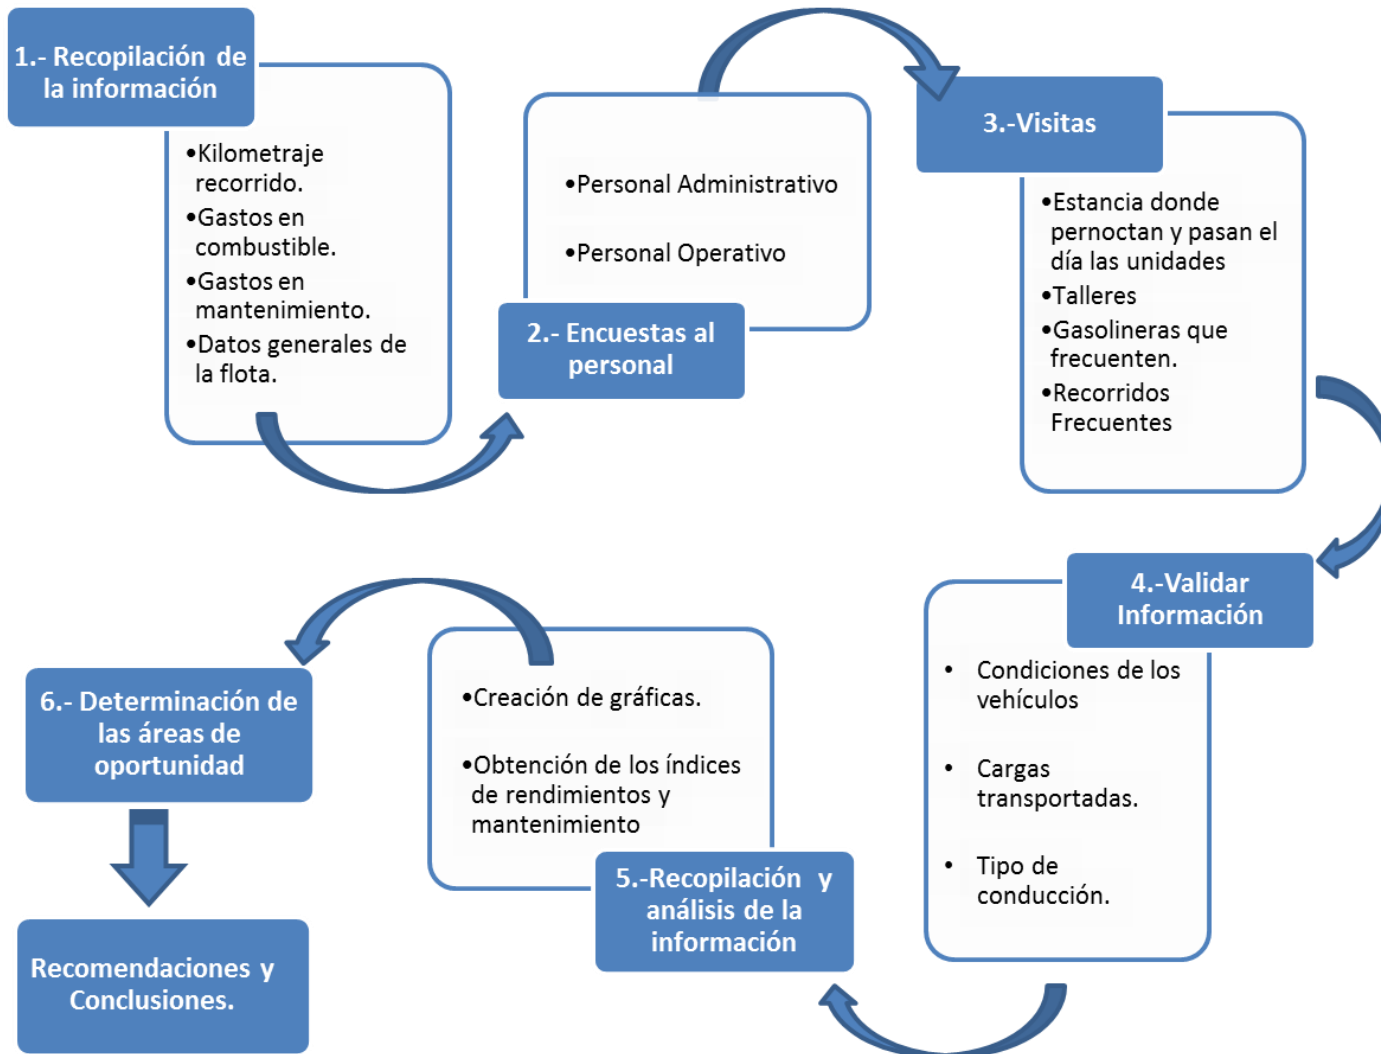 1.- Recopilación de
la información
•Kilometraje
recorrido.
•Gastos en
combustible.
•Gastos en
mantenimiento.
•Datos generales de
la flota.
•Personal Administrativo
•Personal Operativo
2.- Encuestas al
personal
3.-Visitas
•Estancia donde
pernoctan y pasan el
día las unidades
•Talleres
•Gasolineras que
frecuenten.
•Recorridos
Frecuentes
4.-Validar
Información
• Condiciones de los
vehículos
• Cargas
transportadas.
• Tipo de
conducción.
•Creación de gráficas.
•Obtención de los índices
de rendimientos y
mantenimiento
5.-Recopilación y
análisis de la
información
6.- Determinación de
las áreas de
oportunidad
Recomendaciones y
Conclusiones.